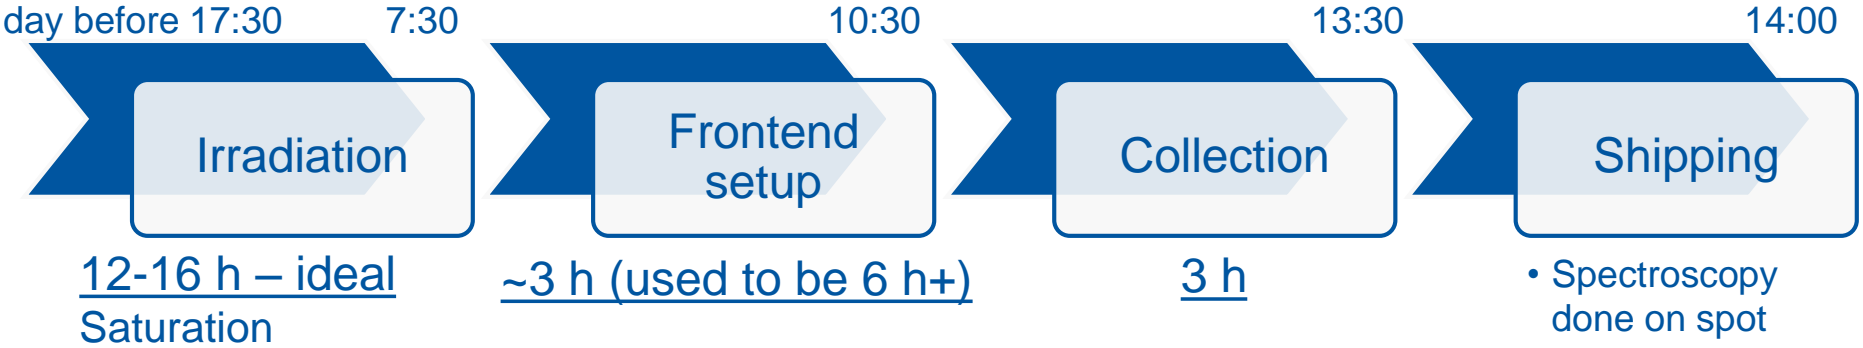 day before 17:30 7:30 10:30 13:30 14:00
Irradiation
Frontend
setup
Collection
Shipping
12-16 h – ideal
Saturation
~3 h (used to be 6 h+)
3 h
• Spectroscopy
done on spot